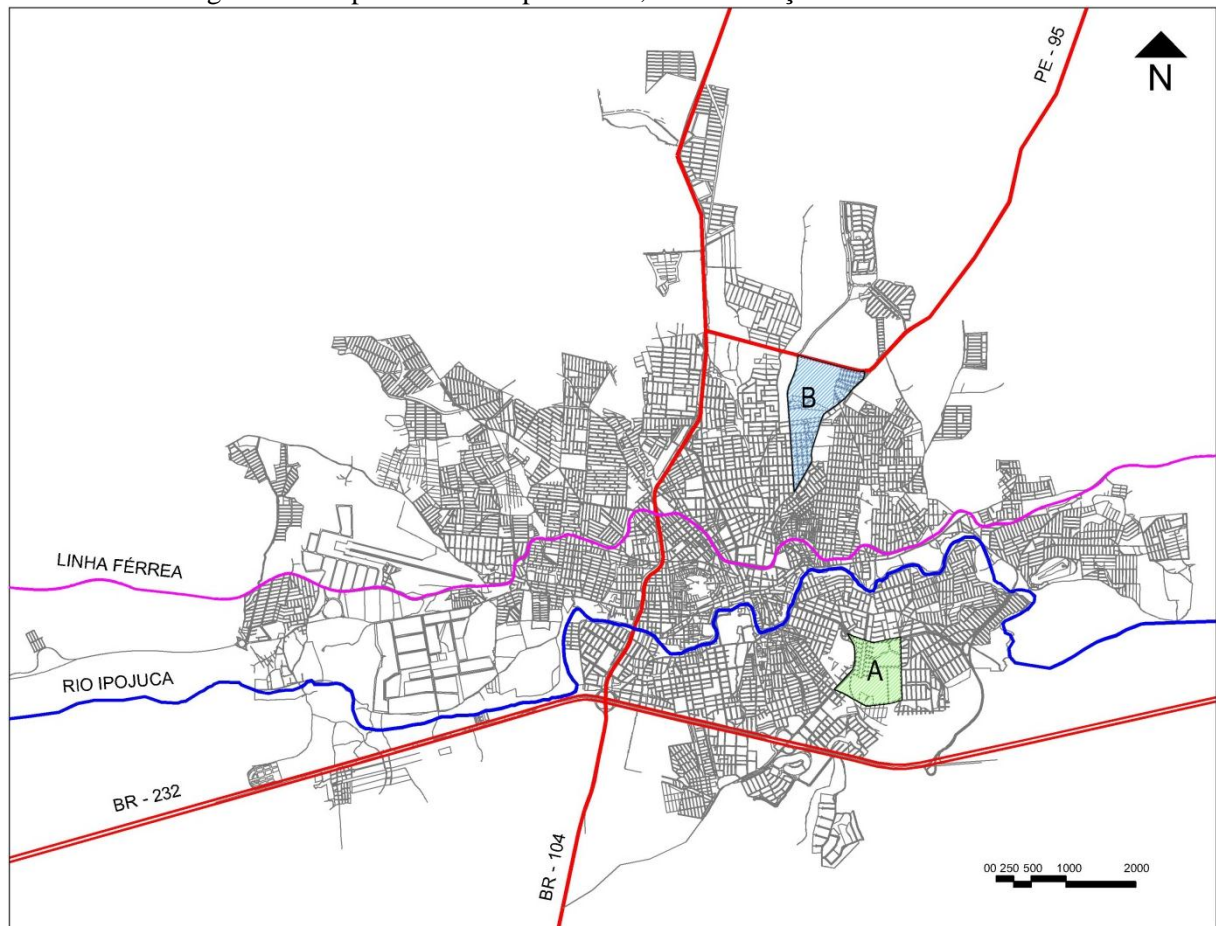 PE - 95
N
B
LINHA FÉRREA
A
RIO IPOJUCA
BR - 232
BR - 104
00 250 500 1000 2000